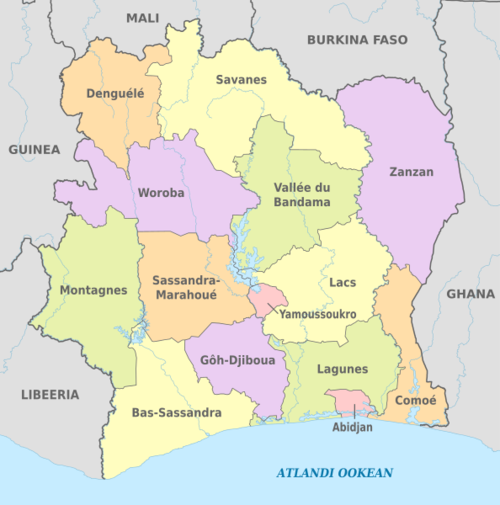 MALI
BURKINA FASO
Savanes
Denguélé
GUINEA
Zanzan
Woroba
Vallée du
Bandama
Sassandra-
Marahoué
Lacs
Montagnes
GHANA
Yamoussoukro
Gôh-Djiboua
Lagunes
LIBEERIA
Comoé
Bas-Sassandra
Abidjan
ATLANDI OOKEAN